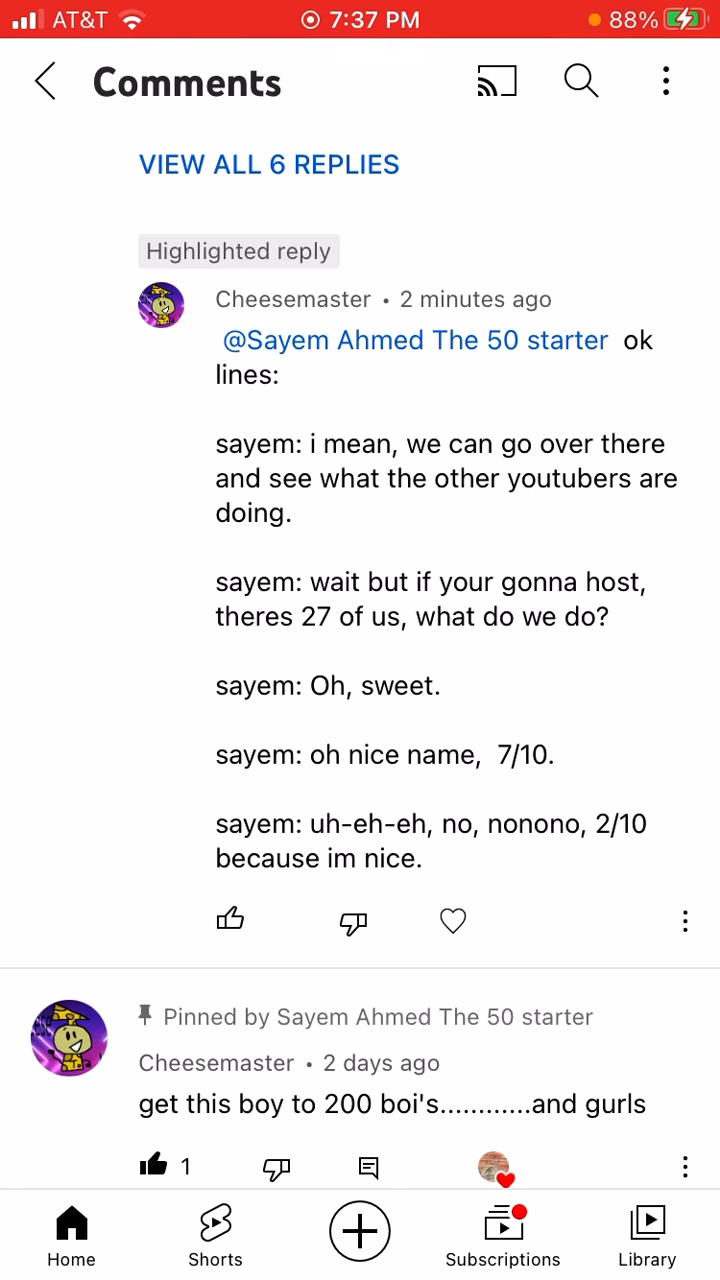 AT&T 7:37 PM 88%
Comments
VIEW ALL 6 REPLIES
Highlighted reply
Cheesemaster • 2 minutes ago
@Sayem Ahmed The 50 starter ok
lines:
sayem: i mean, we can go over there
and see what the other youtubers are
doing.
sayem: wait but if your gonna host,
theres 27 of us, what do we do?
sayem: Oh, sweet.
sayem: oh nice name,  7/10.
sayem: uh-eh-eh, no, nonono, 2/10
because im nice.
Pinned by Sayem Ahmed The 50 starter
Cheesemaster • 2 days ago
get this boy to 200 boi's............and gurls
1
Home Shorts Subscriptions Library